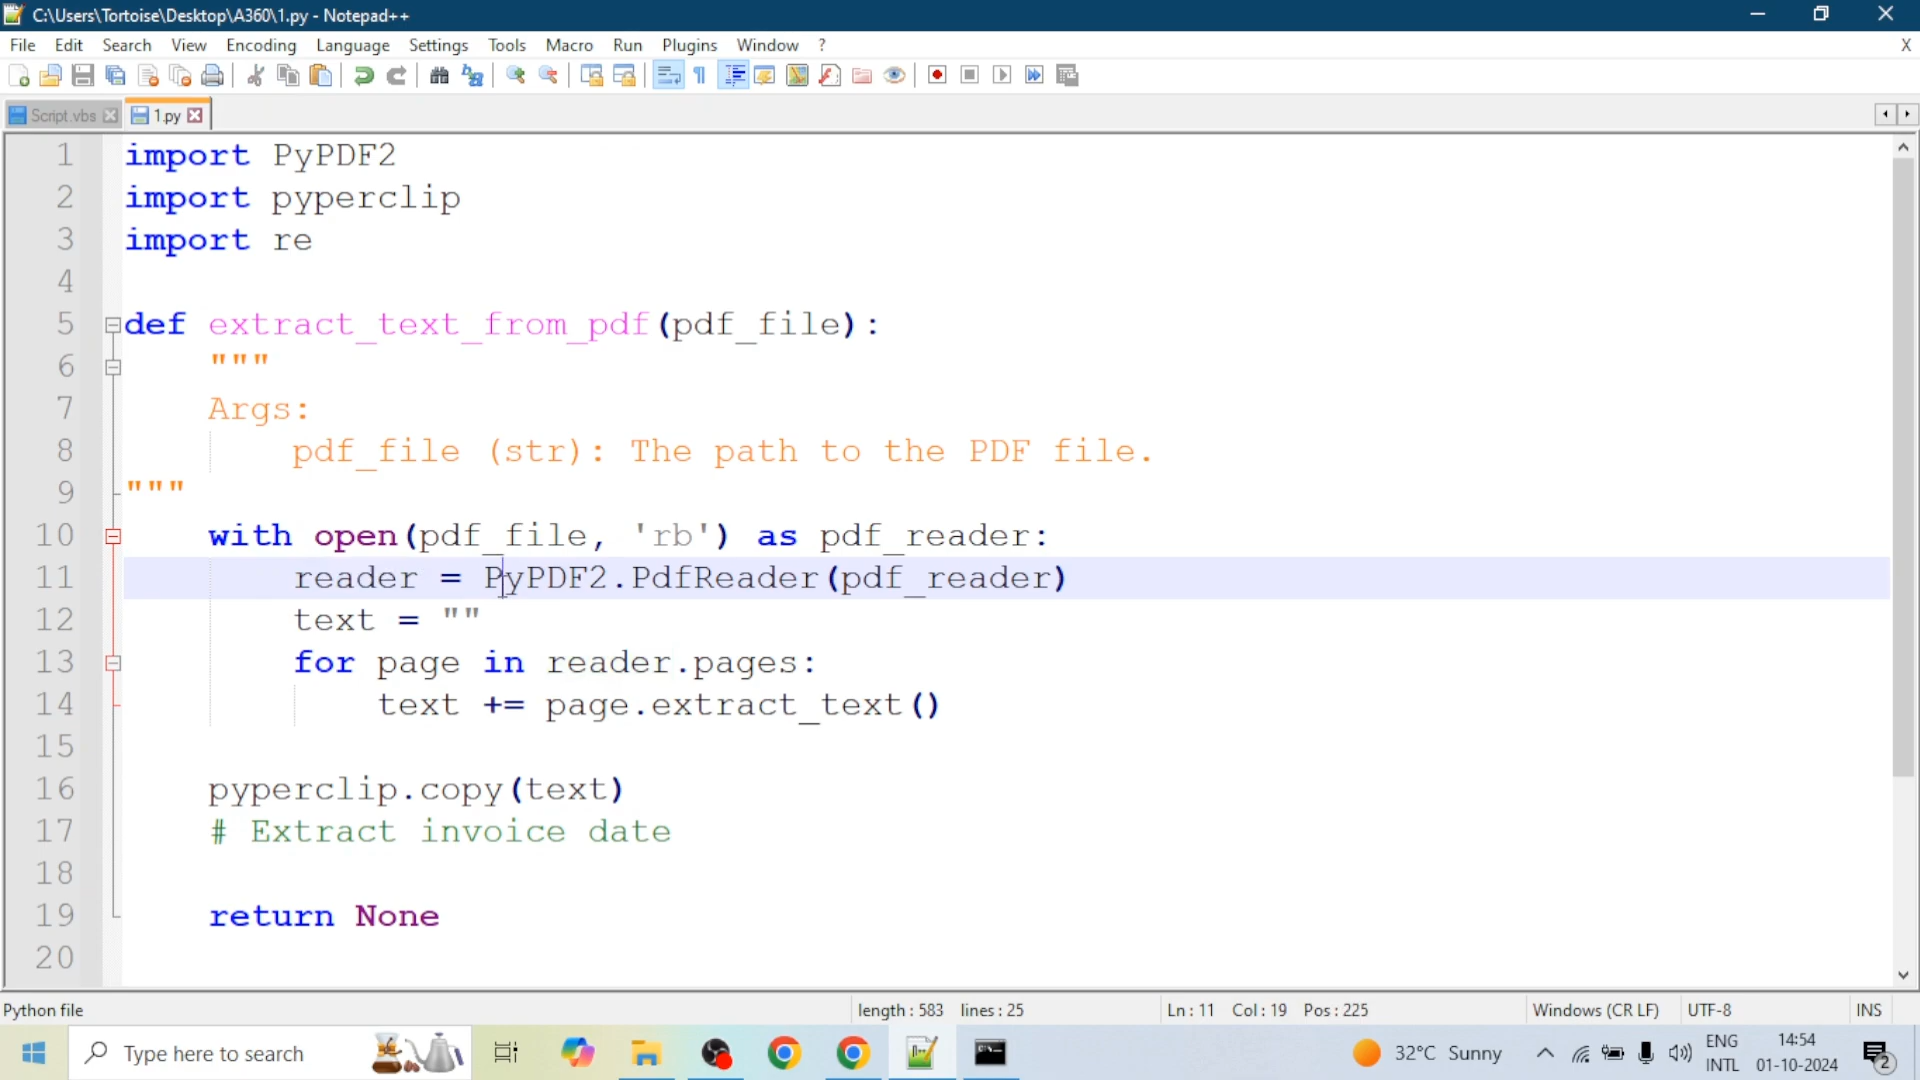 C:\Users\Tortoise\Desktop\A360\1.py - Notepad++
File Edit Search View Encoding Language Settings Tools Macro Run Plugins Window ? X
Script.vbs 1.py
1 import PyPDF2
2 import pyperclip
3 import re
4
5 def extract_text_from_pdf(pdf_file):
6 """
7 Args:
8 pdf_file (str): The path to the PDF file.
9 """
10 with open(pdf_file, 'rb') as pdf_reader:
11 reader = PyPDF2.PdfReader(pdf_reader)
12 text = ""
13 for page in reader.pages:
14 text += page.extract_text()
15
16 pyperclip.copy(text)
17 # Extract invoice date
18
19 return None
20
Python file length : 583 lines : 25 Ln : 11 Col : 19 Pos : 225 Windows (CR LF) UTF-8 INS
Type here to search 32°C Sunny ENG INTL 14:54 01-10-2024 2